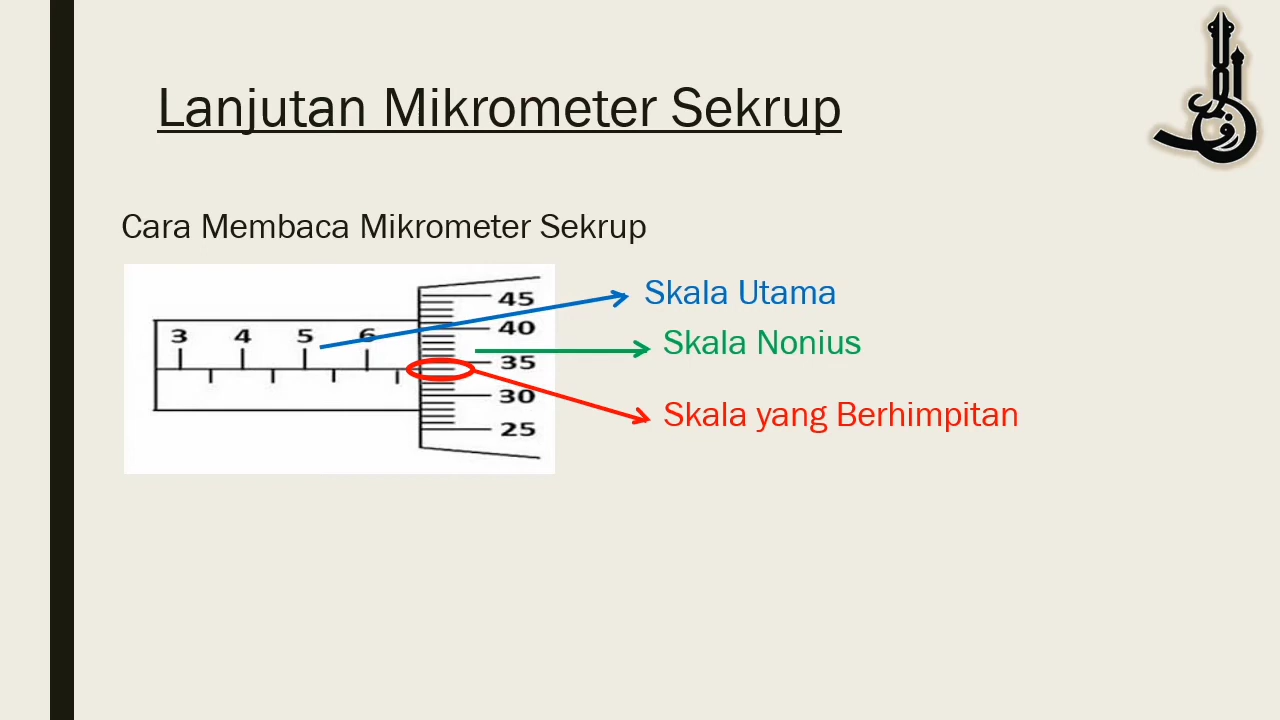 Lanjutan Mikrometer Sekrup
Cara Membaca Mikrometer Sekrup
3 4 5 6
45
40
35
30
25
Skala Utama
Skala Nonius
Skala yang Berhimpitan